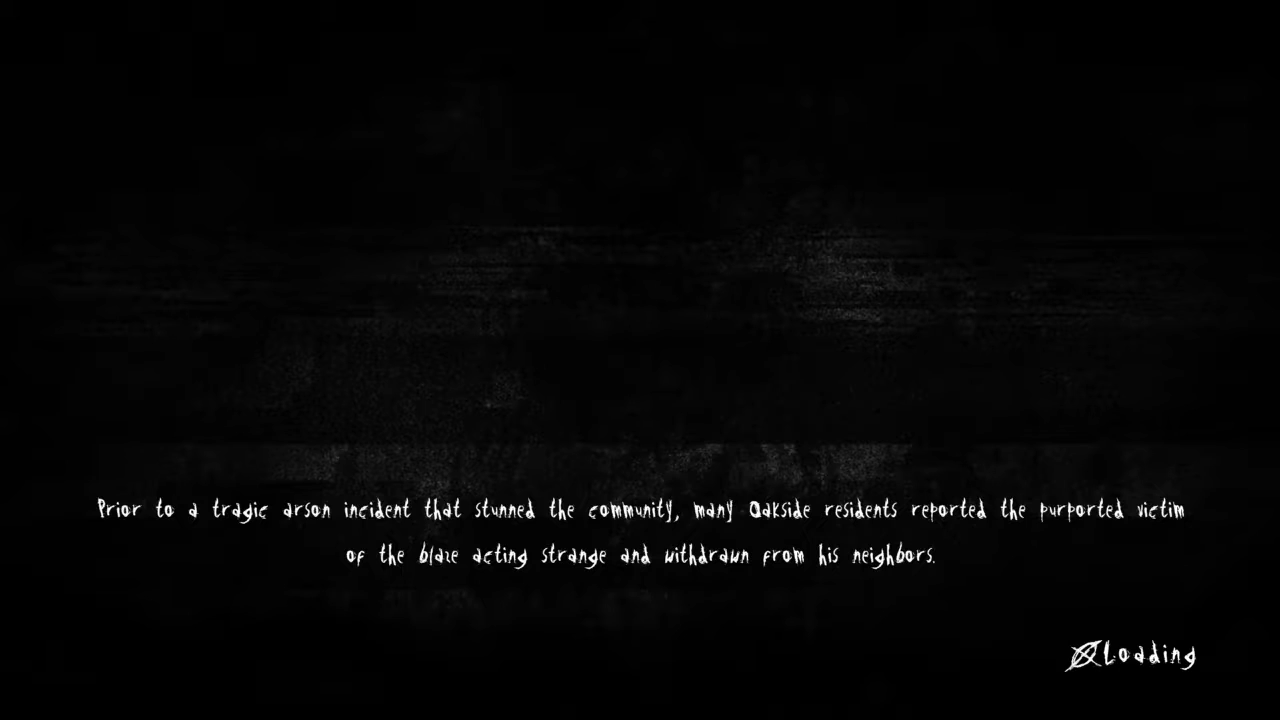 Prior to a tragic arson incident that stunned the community, many Oakside residents reported the purported victim
of the blaze acting strange and withdrawn from his neighbors.
Loading